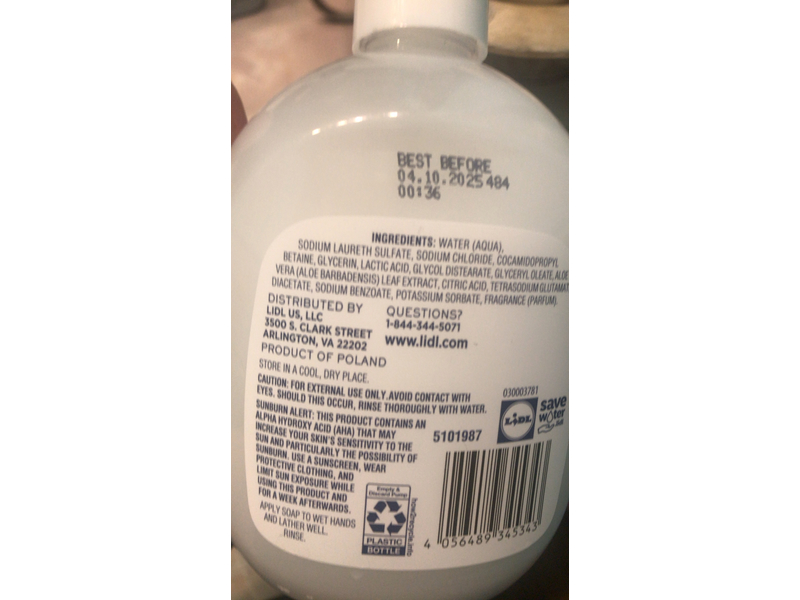 BEST BEFORE
04.10.2025 484
00136
INGREDIENTS: WATER (AQUA),
SODIUM LAURETH SULFATE, SODIUM CHLORIDE, COCAMIDOPROPYL
BETAINE, GLYCERIN, LACTIC ACID, GLYCOL DISTEARATE, GLYCERYL OLEATE, ALOE
VERA (ALOE BARBADENSIS) LEAF EXTRACT, CITRIC ACID, TETRASODIUM GLUTAMAT
DIACETATE, SODIUM BENZOATE, POTASSIUM SORBATE, FRAGRANCE (PARFUM).
DISTRIBUTED BY
LIDL US, LLC
3500 S. CLARK STREET
ARLINGTON, VA 22202
PRODUCT OF POLAND
QUESTIONS?
1-844-344-5071
www.lidl.com
STORE IN A COOL, DRY PLACE.
CAUTION: FOR EXTERNAL USE ONLY. AVOID CONTACT WITH
EYES. SHOULD THIS OCCUR, RINSE THOROUGHLY WITH WATER.
SUNBURN ALERT: THIS PRODUCT CONTAINS AN
ALPHA HYDROXY ACID (AHA) THAT MAY
INCREASE YOUR SKIN'S SENSITIVITY TO THE
SUN AND PARTICULARLY THE POSSIBILITY OF
SUNBURN. USE A SUNSCREEN, WEAR
PROTECTIVE CLOTHING, AND
LIMIT SUN EXPOSURE WHILE
USING THIS PRODUCT AND
FOR A WEEK AFTERWARDS.
APPLY SOAP TO WET HANDS
AND LATHER WELL.
RINSE.
5101987
030003781
LIDL
save
water
Empty &
Discard Pump
PLASTIC
BOTTLE
how2recycle.info
4 056489 345343